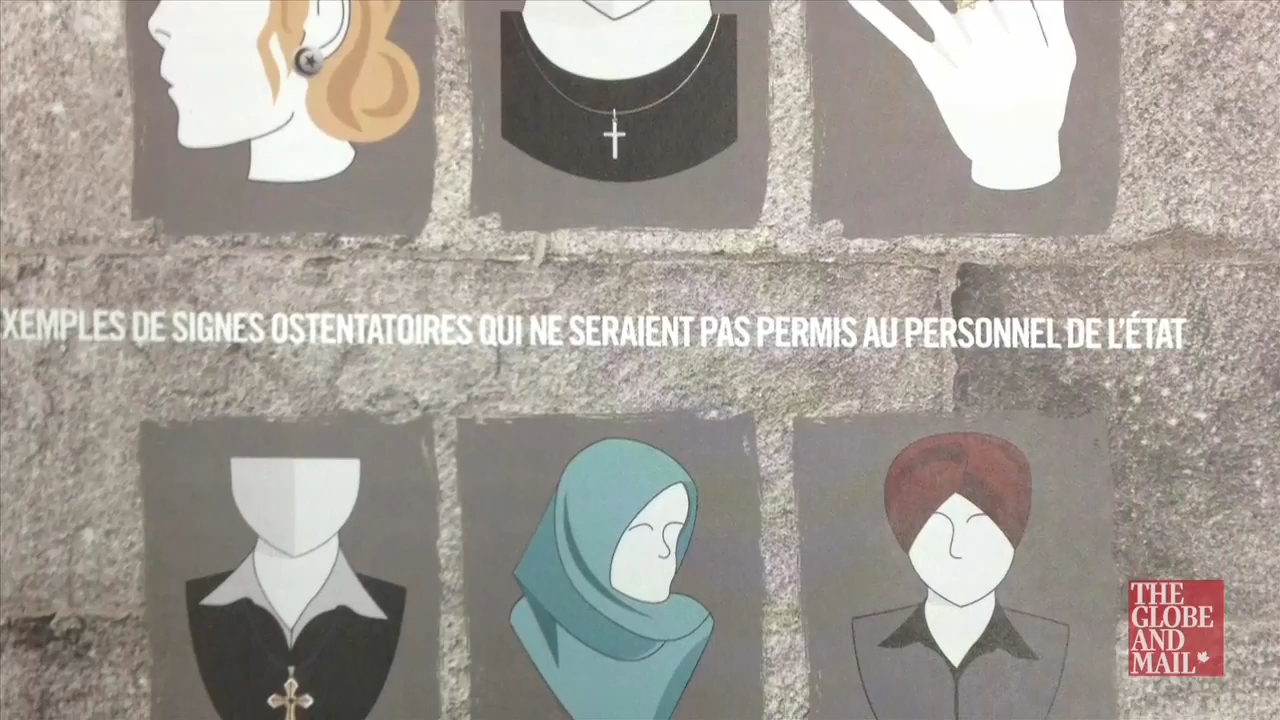 XEMPLES DE SIGNES OSTENTATOIRES QUI NE SERAIENT PAS PERMIS AU PERSONNEL DE L'ÉTAT
THE
GLOBE
AND
MAIL